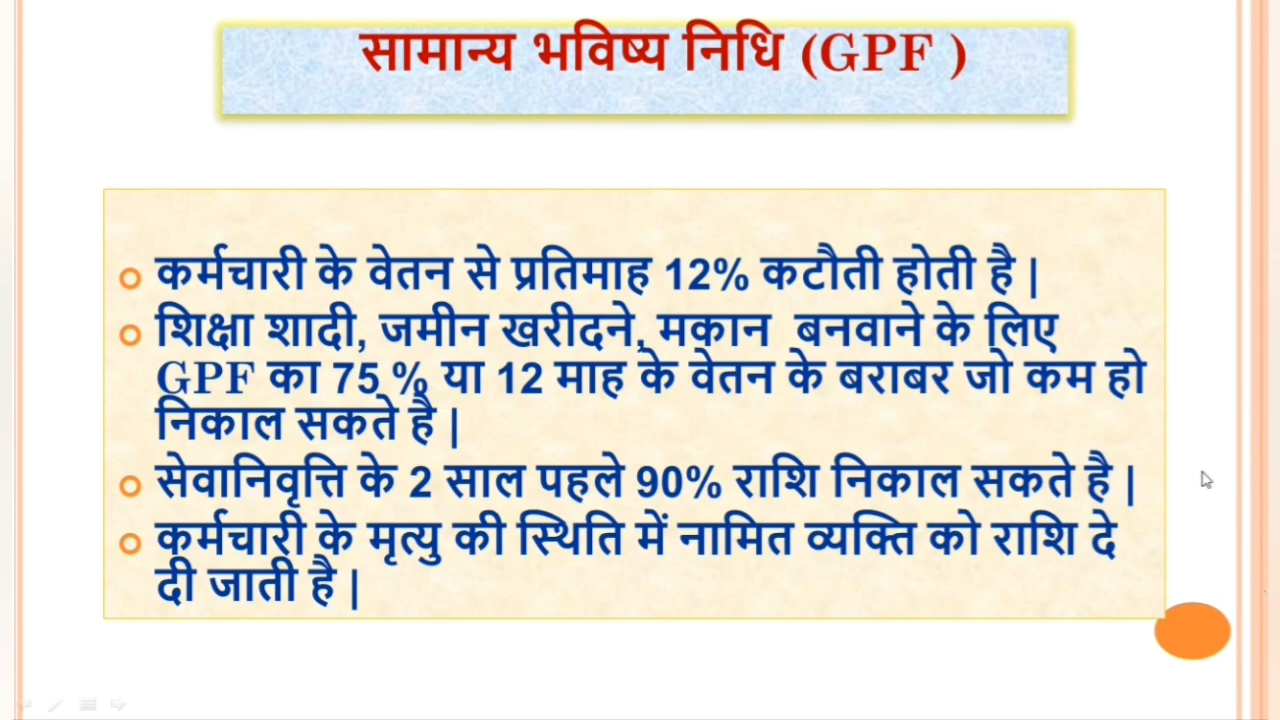 सामान्य भविष्य निधि (GPF )
कर्मचारी के वेतन से प्रतिमाह 12% कटौती होती है |
शिक्षा शादी, जमीन खरीदने, मकान बनवाने के लिए
GPF का 75 % या 12 माह के वेतन के बराबर जो कम हो
निकाल सकते है |
सेवानिवृत्ति के 2 साल पहले 90% राशि निकाल सकते है |
कर्मचारी के मृत्यु की स्थिति में नामित व्यक्ति को राशि दे
दी जाती है |